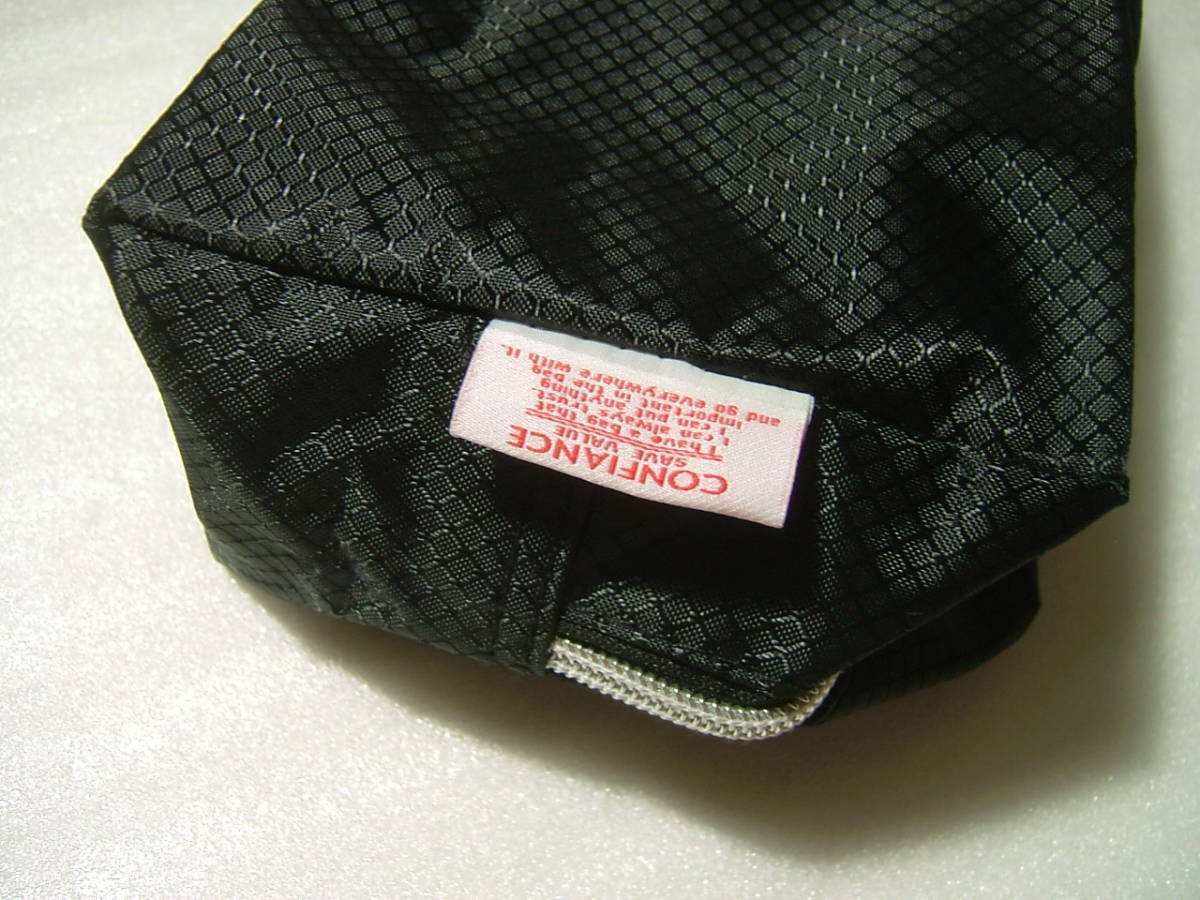 CONFIANCE
SAVE VALUE
I have a bag that
i can always trust
i can put anything
important in the bag
and go everywhere with it.